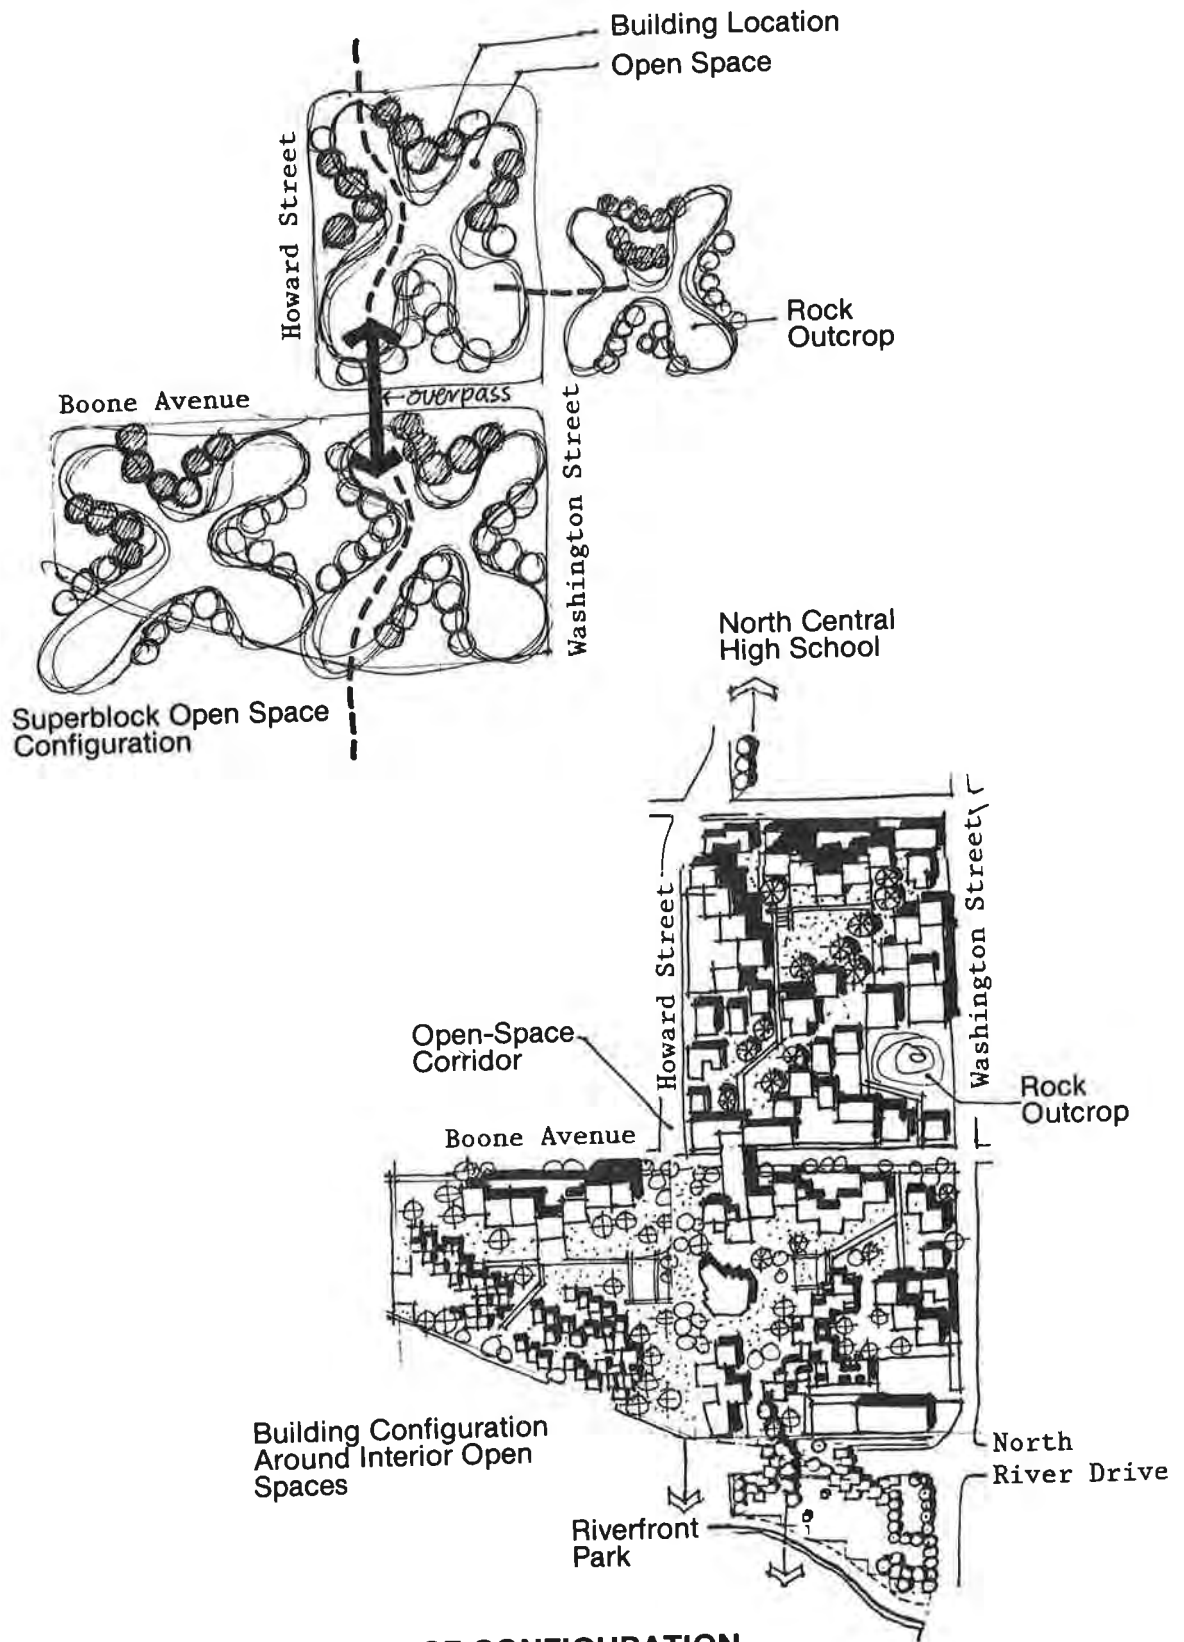 Building Location
Open Space
Howard Street
Rock
Outcrop
overpass
Boone Avenue
Washington Street
Superblock Open Space
Configuration
North Central
High School
Howard Street
Washington Street
Open-Space
Corridor
Rock
Outcrop
Boone Avenue
Building Configuration
Around Interior Open
Spaces
North
River Drive
Riverfront
Park
CONFIGURATION